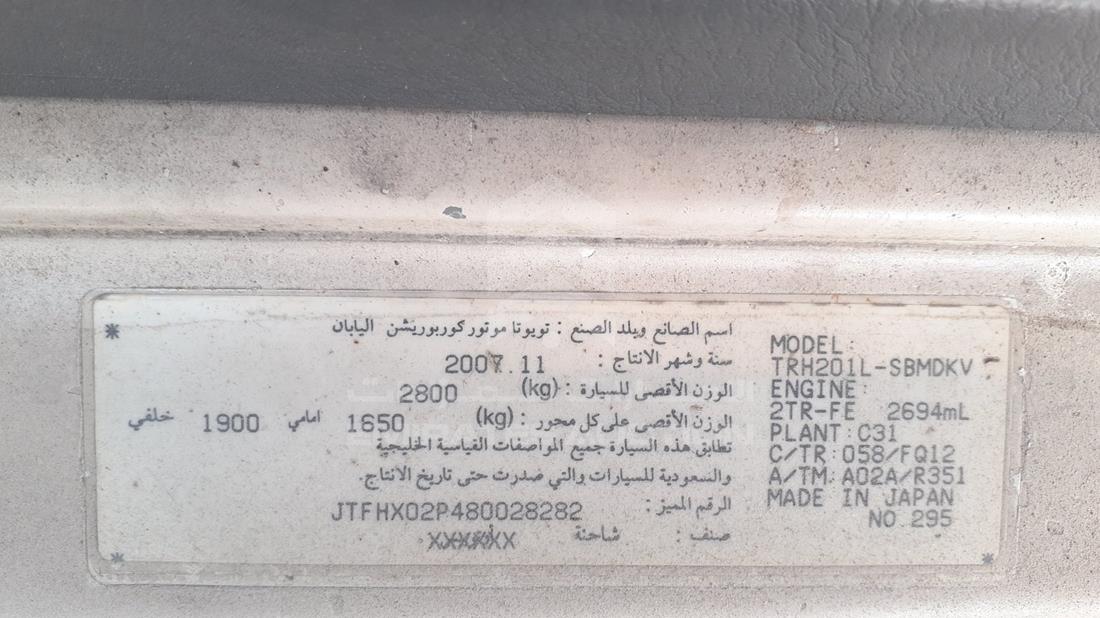 اسم الصانع وبلد الصنع : تويوتا موتور كوربوريشن اليابان
سنة وشهر الانتاج : 2007.11
الوزن الأقصى للسيارة : (kg) 2800
الوزن الأقصى على كل محور : (kg) 1650 امامي 1900 خلفي
تطابق هذه السيارة جميع المواصفات القياسية الخليجية
والسعودية للسيارات والتي صدرت حتى تاريخ الانتاج.
الرقم المميز : JTFHX02P480028282
صنف : شاحنة XXXXXX
MODEL:
TRH201L-SBMDKV
ENGINE:
2TR-FE 2694mL
PLANT:C31
C/TR:058/FQ12
A/TM:A02A/R351
MADE IN JAPAN
NO.295